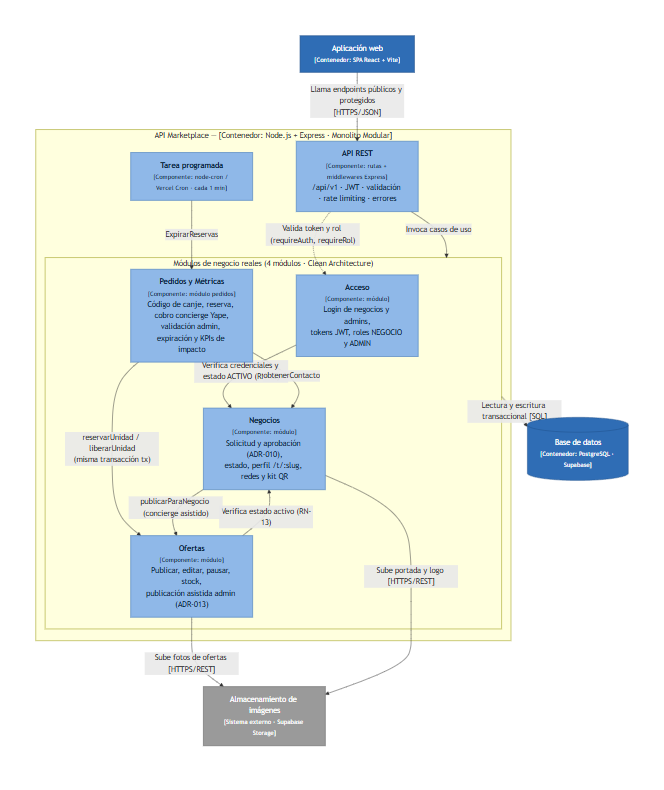 Aplicación web
[Contenedor: SPA React + Vite]
Llama endpoints públicos y
protegidos
[HTTPS/JSON]
API Marketplace — [Contenedor: Node.js + Express · Monolito Modular]
Tarea programada
[Componente: node-cron /
Vercel Cron · cada 1 min]
API REST
[Componente: rutas +
middlewares Express]
/api/v1 · JWT · validación
· rate limiting · errores
ExpirarReservas
Valida token y rol
(requireAuth, requireRol)
Invoca casos de uso
Módulos de negocio reales (4 módulos · Clean Architecture)
Pedidos y Métricas
[Componente: módulo pedidos]
Código de canje, reserva,
cobro concierge Yape,
validación admin,
expiración y KPIs de
impacto
Acceso
[Componente: módulo]
Login de negocios y
admins,
tokens JWT, roles NEGOCIO
y ADMIN
Verifica credenciales y
estado ACTIVO
obtenerContacto
Negocios
[Componente: módulo]
Solicitud y aprobación
(ADR-010),
estado, perfil /t/:slug,
redes y kit QR
Lectura y escritura
transaccional [SQL]
Base de datos
[Contenedor: PostgreSQL ·
Supabase]
reservarUnidad /
liberarUnidad
(misma transacción tx)
publicarParaNegocio
(concierge asistido)
Verifica estado activo (RN-
13)
Ofertas
[Componente: módulo]
Publicar, editar, pausar,
stock,
publicación asistida admin
(ADR-013)
Sube portada y logo
[HTTPS/REST]
Sube fotos de ofertas
[HTTPS/REST]
Almacenamiento de
imágenes
[Sistema externo · Supabase
Storage]